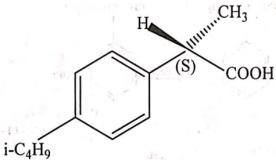 CH₃
H
(S)
COOH
i-C₄H₉